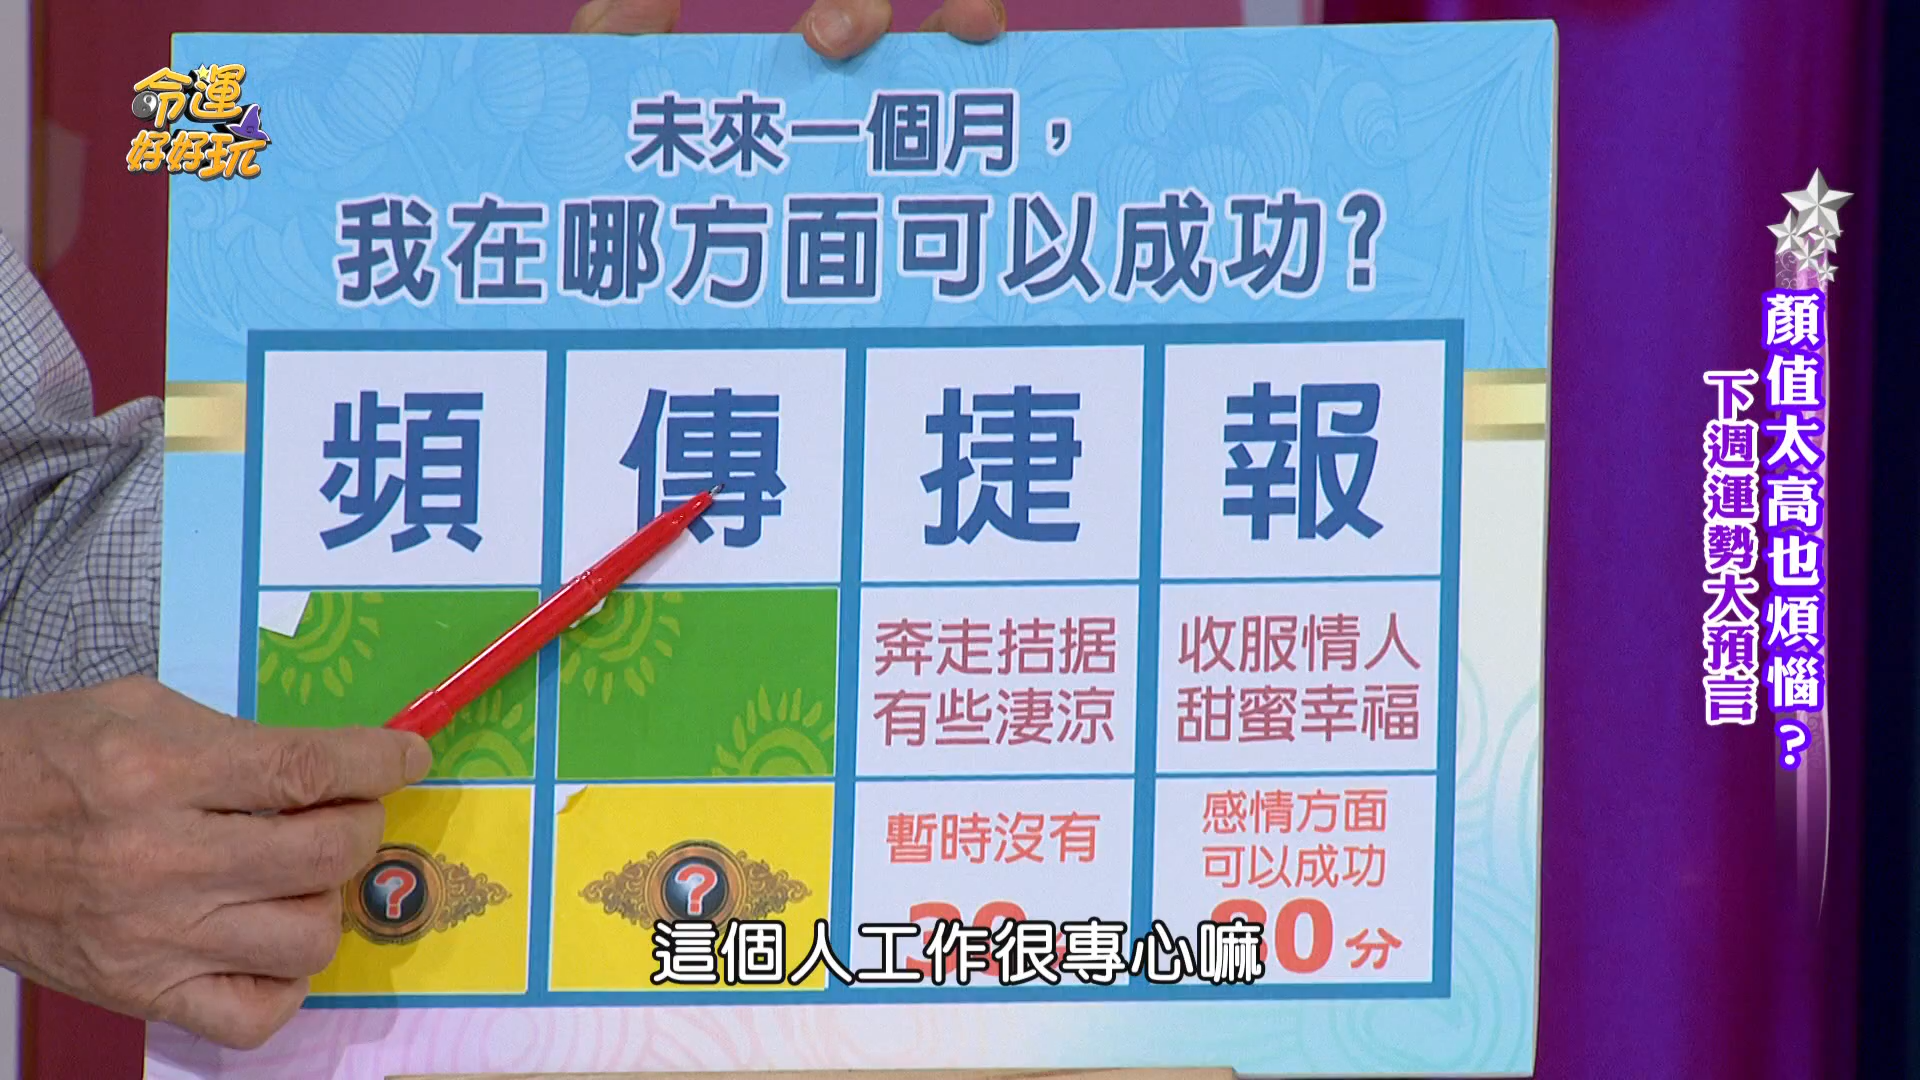 命運
好好玩
未來一個月，
我在哪方面可以成功？
頻 傳 捷 報
奔走拮据
有些淒涼
收服情人
甜蜜幸福
暫時沒有
感情方面
可以成功
80分
?
?
這個人工作很專心嘛
顏值太高也煩惱？
下週運勢大預言